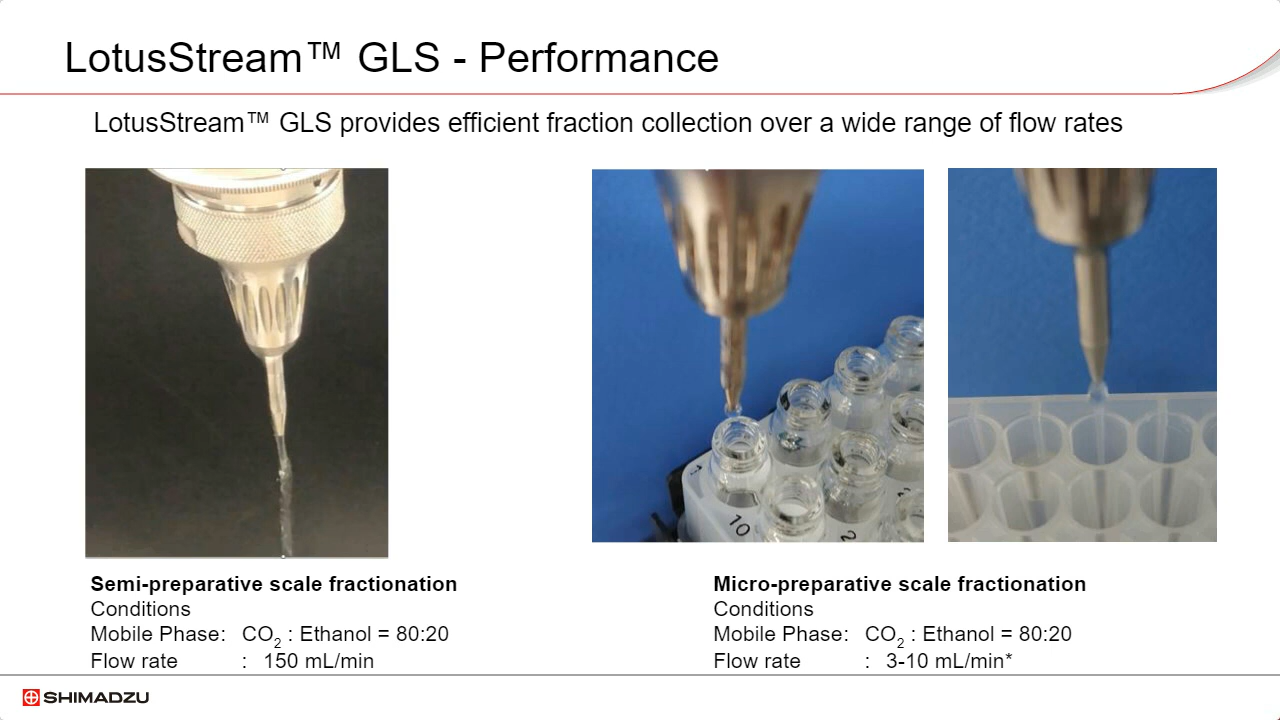 LotusStream™ GLS - Performance
LotusStream™ GLS provides efficient fraction collection over a wide range of flow rates
10
2
Semi-preparative scale fractionation
Conditions
Mobile Phase: CO2 : Ethanol = 80:20
Flow rate : 150 mL/min
Micro-preparative scale fractionation
Conditions
Mobile Phase: CO2 : Ethanol = 80:20
Flow rate : 3-10 mL/min*
SHIMADZU